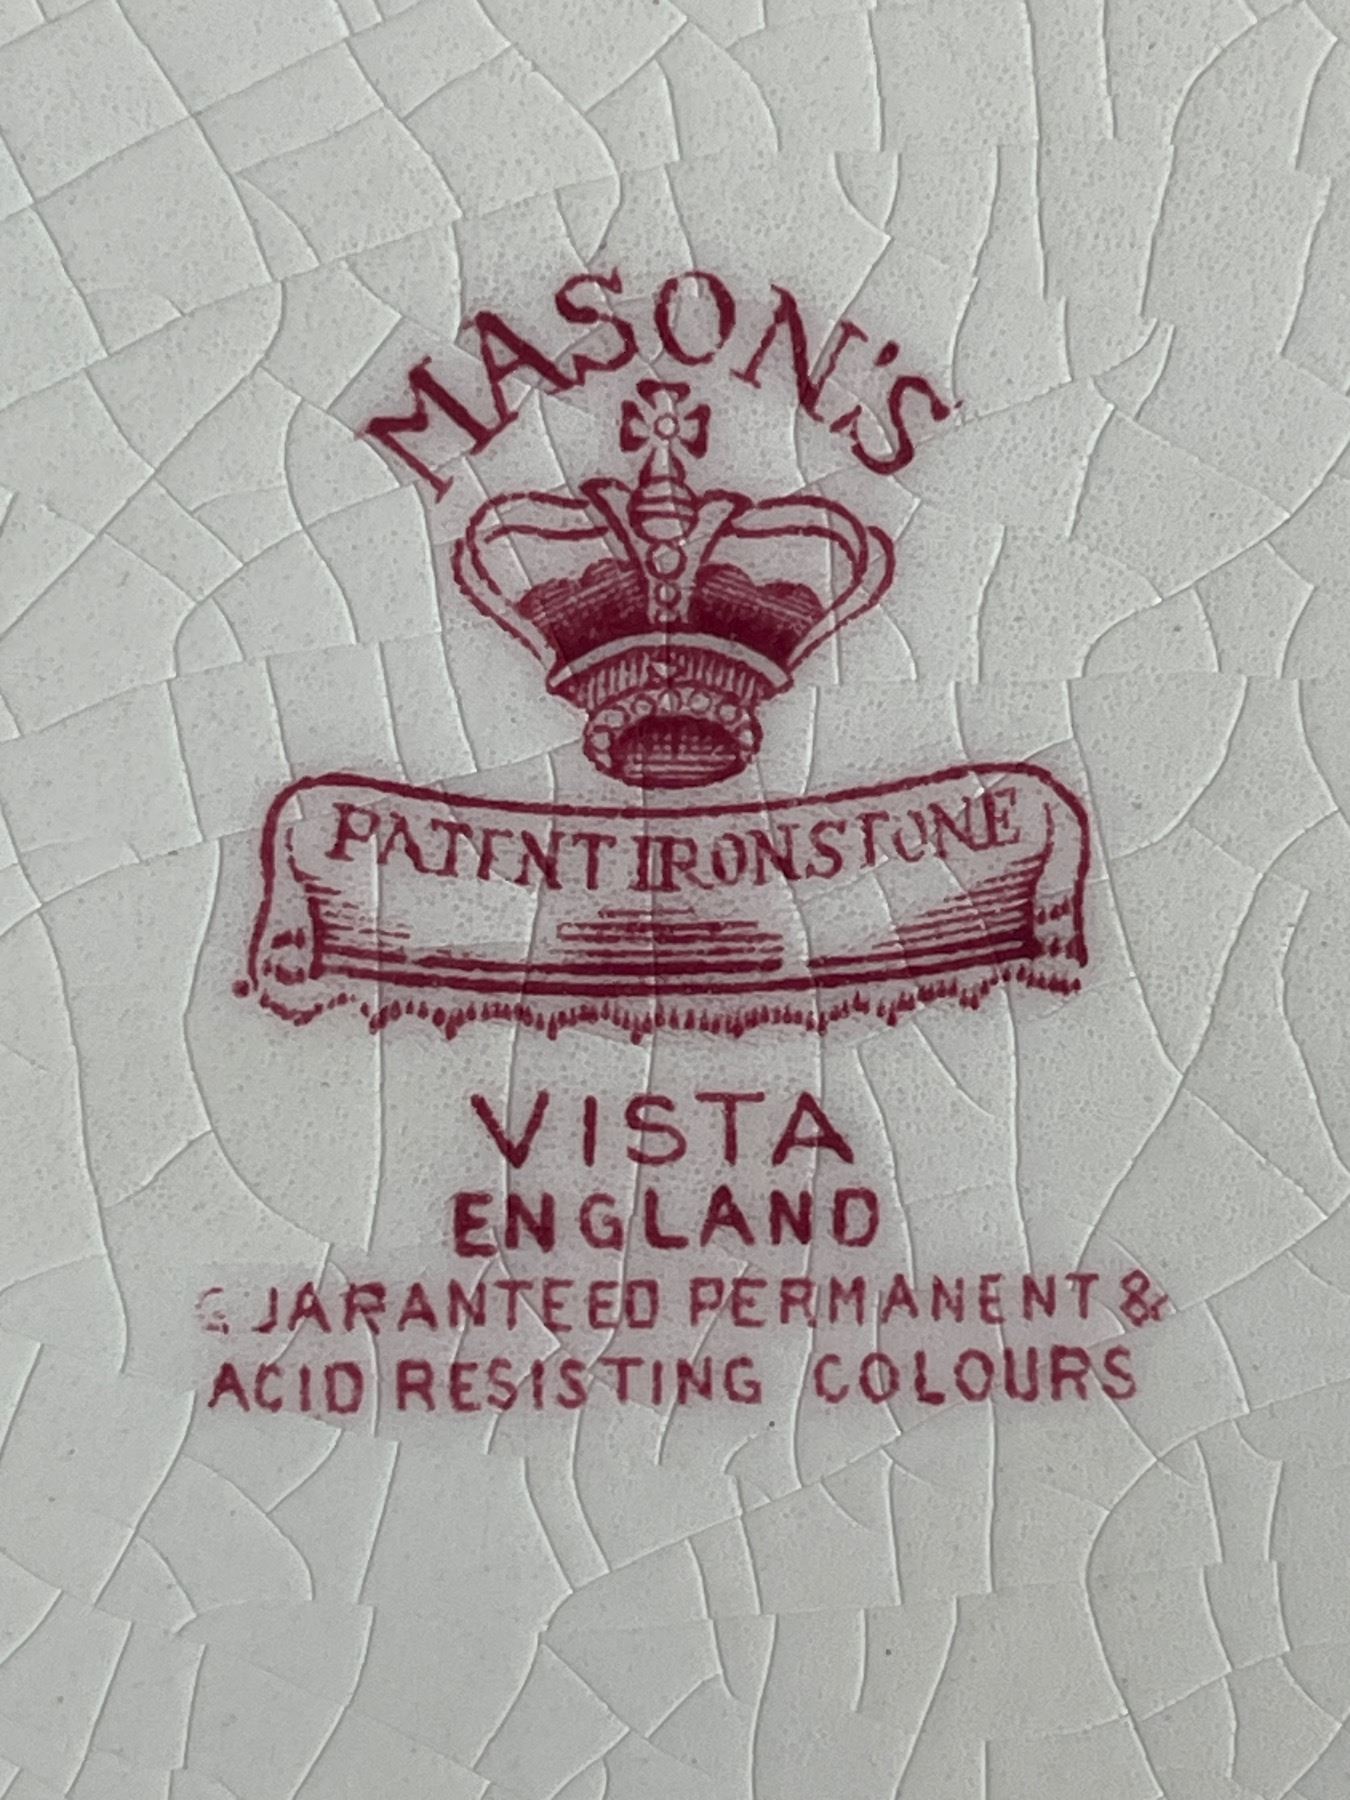 MASON'S
PATENT IRONSTONE
VISTA
ENGLAND
GUARANTEED PERMANENT &
ACID RESISTING COLOURS